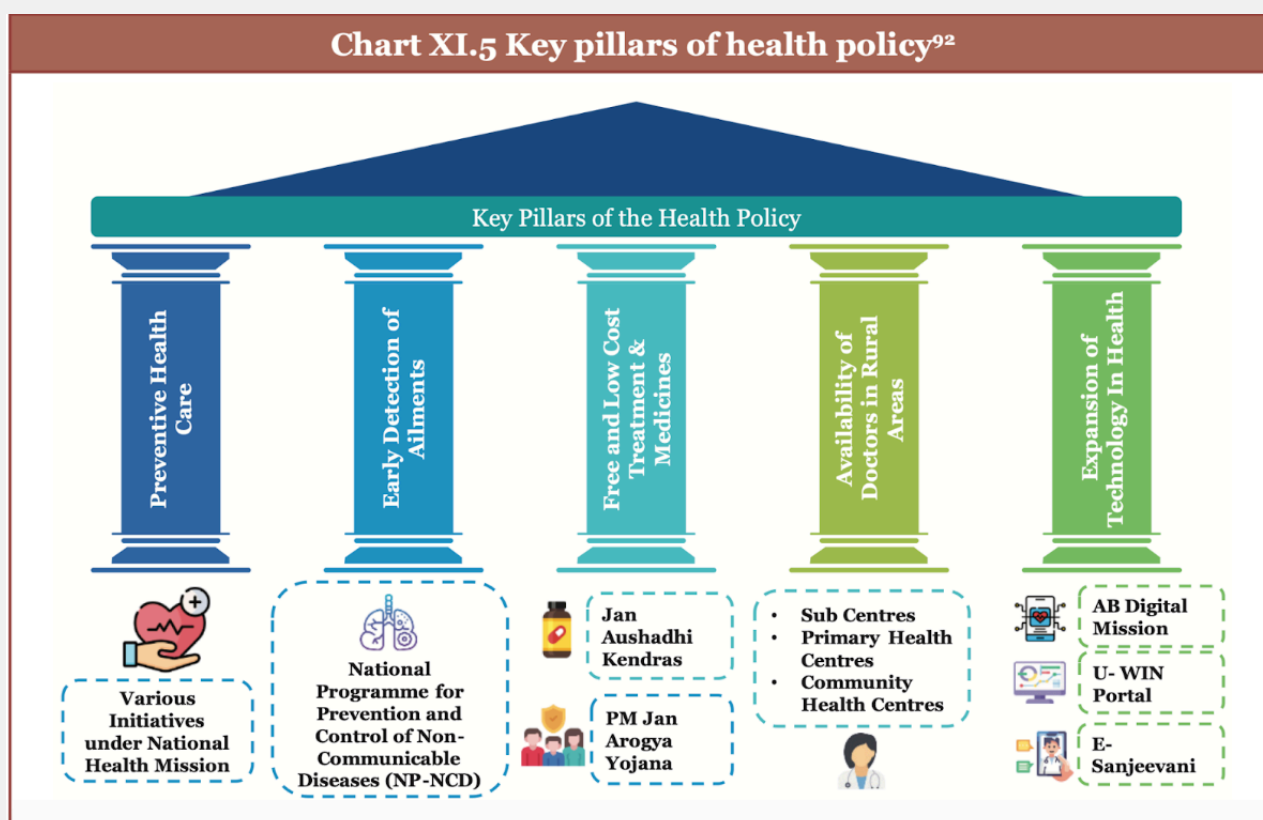 Chart XI.5 Key pillars of health policy⁹²
Key Pillars of the Health Policy
Preventive Health
Care
Early Detection of
Ailments
Free and Low Cost
Treatment &
Medicines
Availability of
Doctors in Rural
Areas
Expansion of
Technology In Health
Various
Initiatives
under National
Health Mission
National
Programme for
Prevention and
Control of Non-
Communicable
Diseases (NP-NCD)
Jan
Aushadhi
Kendras
PM Jan
Arogya
Yojana
• Sub Centres
• Primary Health
Centres
• Community
Health Centres
AB Digital
Mission
U- WIN
Portal
E-
Sanjeevani